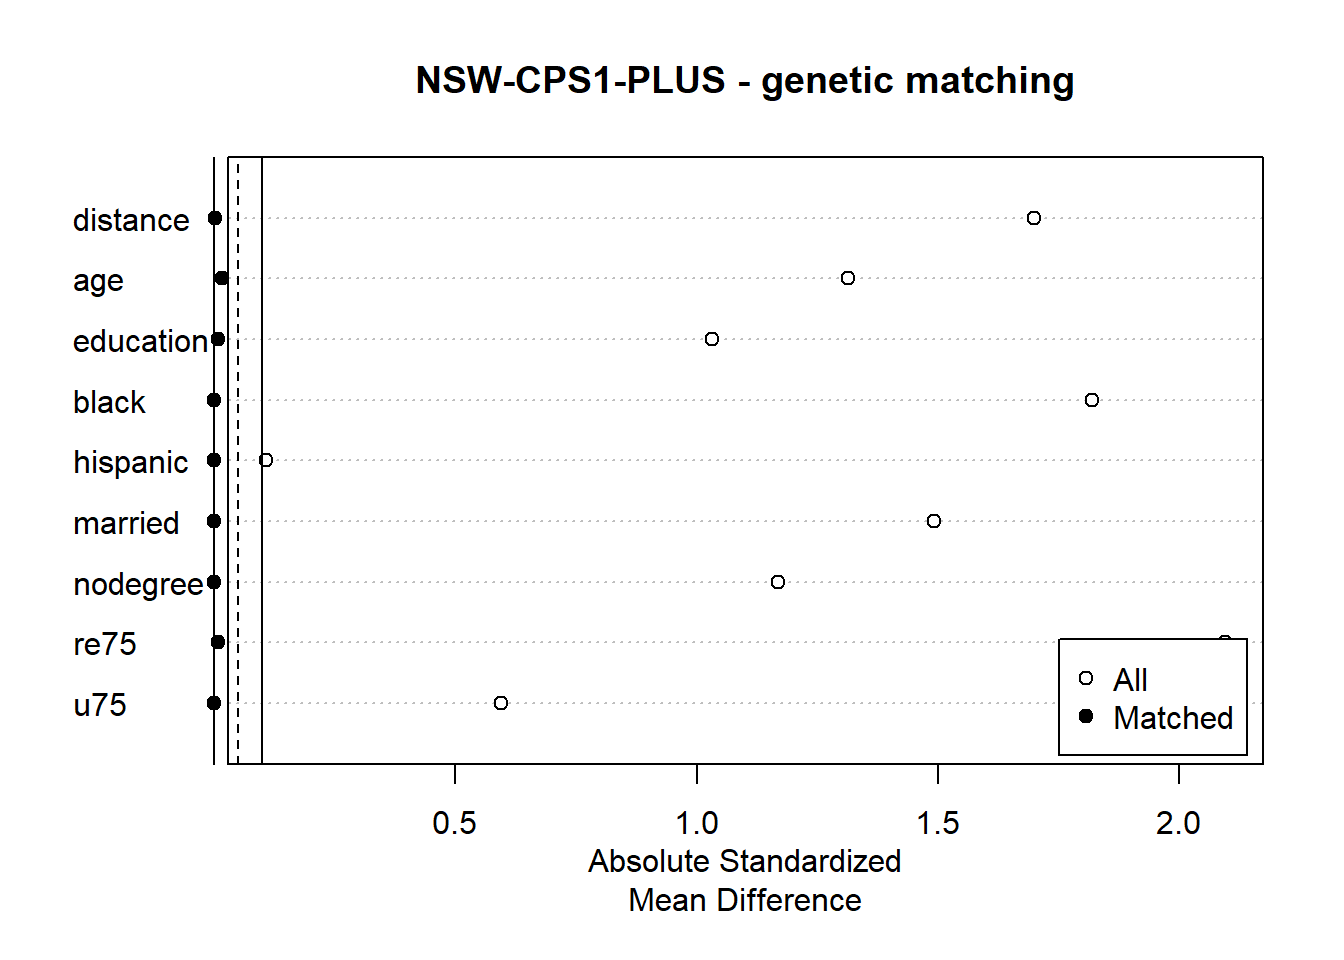 NSW-CPS1-PLUS - genetic matching
distance
age
education
black
hispanic
married
nodegree
re75
u75
All
Matched
0.5 1.0 1.5 2.0
Absolute Standardized
Mean Difference